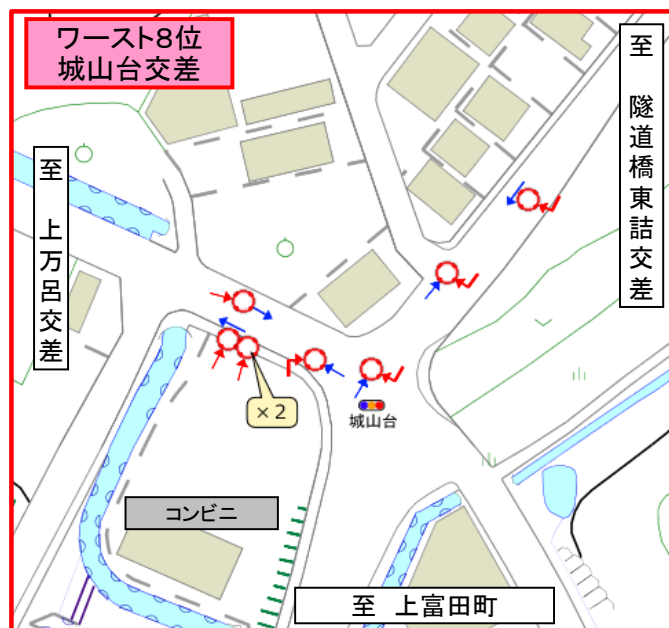 ワースト8位
城山台交差
至 隧道橋東詰交差
至 上万呂交差
×2
城山台
コンビニ
至 上富田町